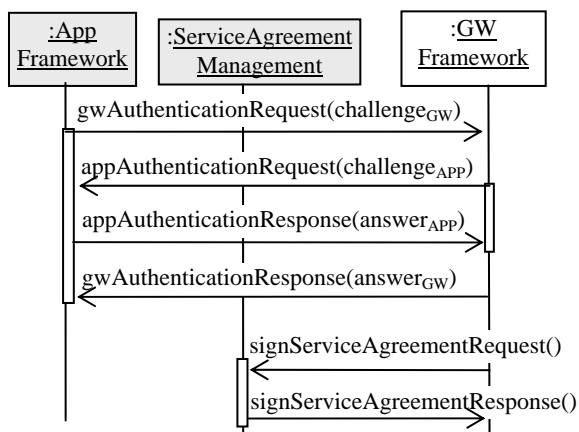 :App
Framework
:ServiceAgreement
Management
:GW
Framework
gwAuthenticationRequest(challengeGW)
appAuthenticationRequest(challengeAPP)
appAuthenticationResponse(answerAPP)
gwAuthenticationResponse(answerGW)
signServiceAgreementRequest()
signServiceAgreementResponse()